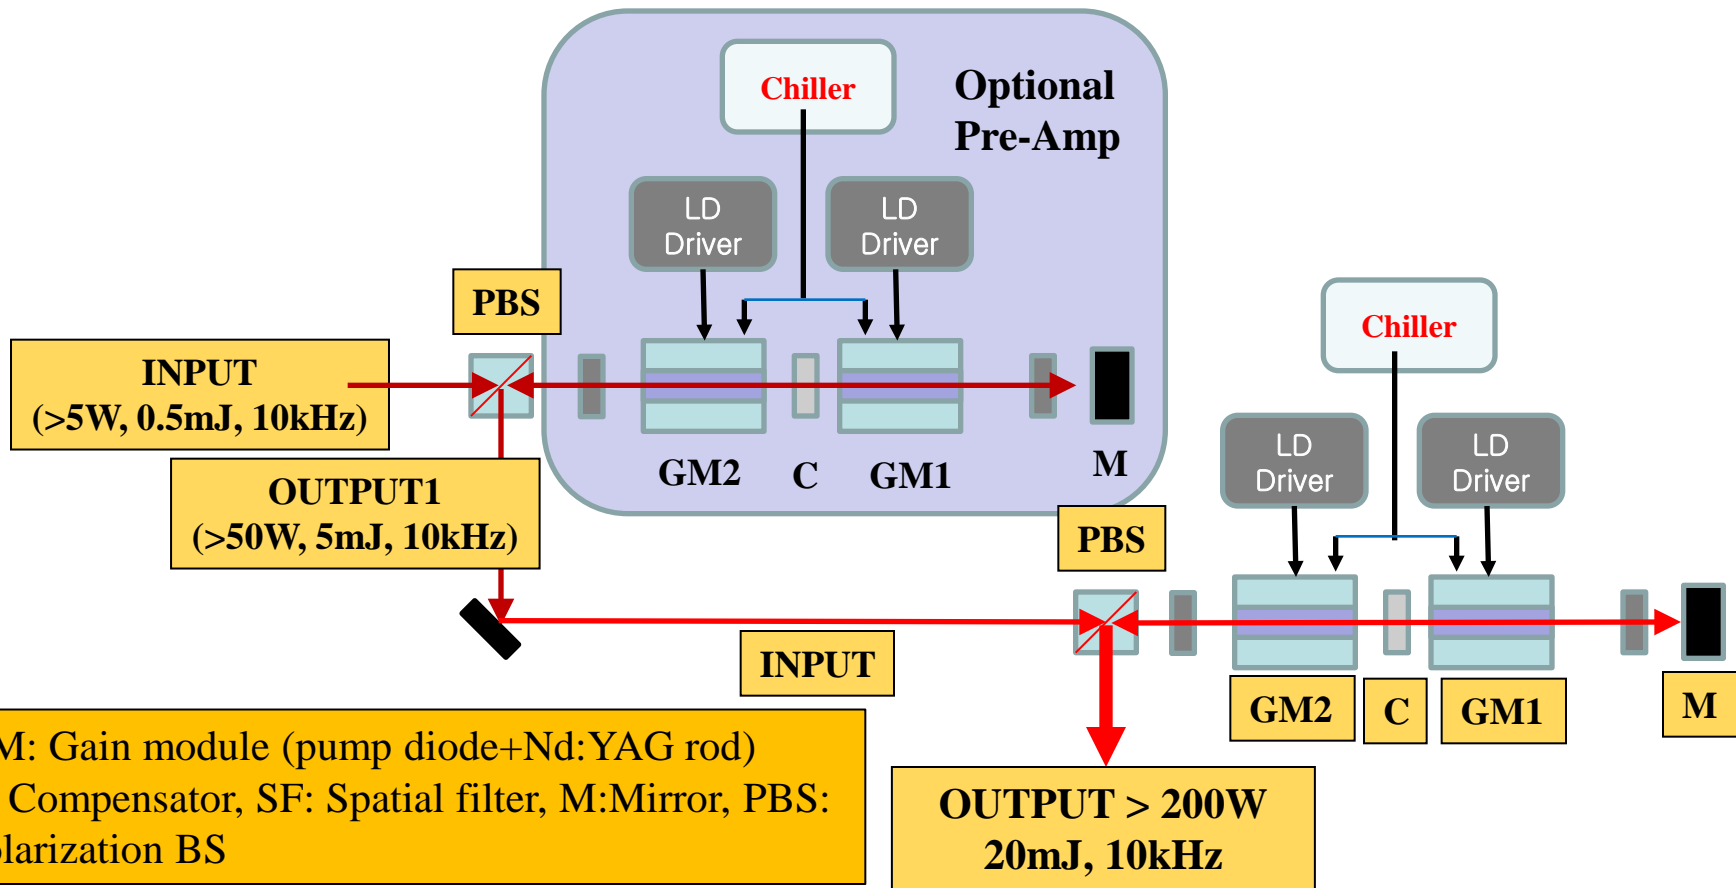 Chiller
Optional
Pre-Amp
LD
Driver
LD
Driver
PBS
INPUT
(>5W, 0.5mJ, 10kHz)
GM2
C
GM1
M
OUTPUT1
(>50W, 5mJ, 10kHz)
Chiller
LD
Driver
LD
Driver
PBS
INPUT
GM2
C
GM1
M
M: Gain module (pump diode+Nd:YAG rod)
Compensator, SF: Spatial filter, M:Mirror, PBS:
olarization BS
OUTPUT > 200W
20mJ, 10kHz